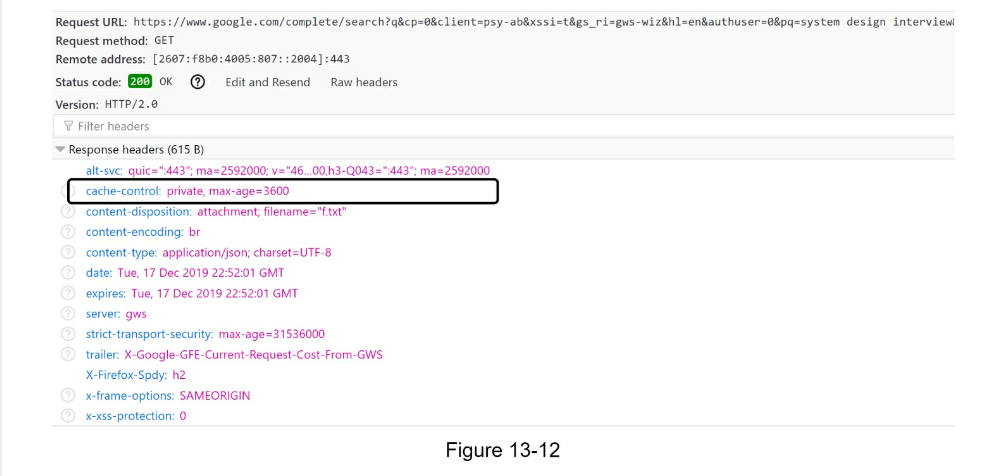 Request URL: https://www.google.com/complete/search?q&cp=0&client=psy-ab&xssi=t&gs_ri=gws-wiz&hl=en&authuser=0&pq=system design interview&
Request method: GET
Remote address: [2607:f8b0:4005:807::2004]:443
Status code: 200 OK ? Edit and Resend Raw headers
Version: HTTP/2.0
Filter headers
Response headers (615 B)
alt-svc: quic=":443"; ma=2592000; v="46...00,h3-Q043=":443"; ma=2592000
? cache-control: private, max-age=3600
? content-disposition: attachment; filename="f.txt"
? content-encoding: br
? content-type: application/json; charset=UTF-8
? date: Tue, 17 Dec 2019 22:52:01 GMT
? expires: Tue, 17 Dec 2019 22:52:01 GMT
? server: gws
? strict-transport-security: max-age=31536000
? trailer: X-Google-GFE-Current-Request-Cost-From-GWS
X-Firefox-Spdy: h2
? x-frame-options: SAMEORIGIN
? x-xss-protection: 0
Figure 13-12